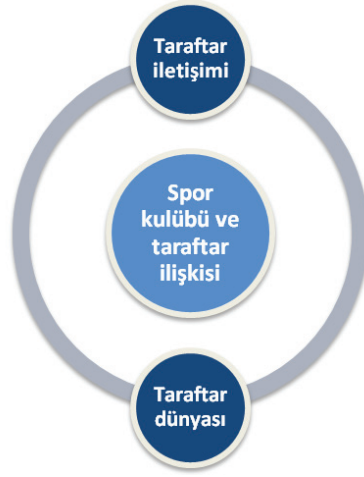 Taraftar
iletişimi
Spor
kulübü ve
taraftar
ilişkisi
Taraftar
dünyası